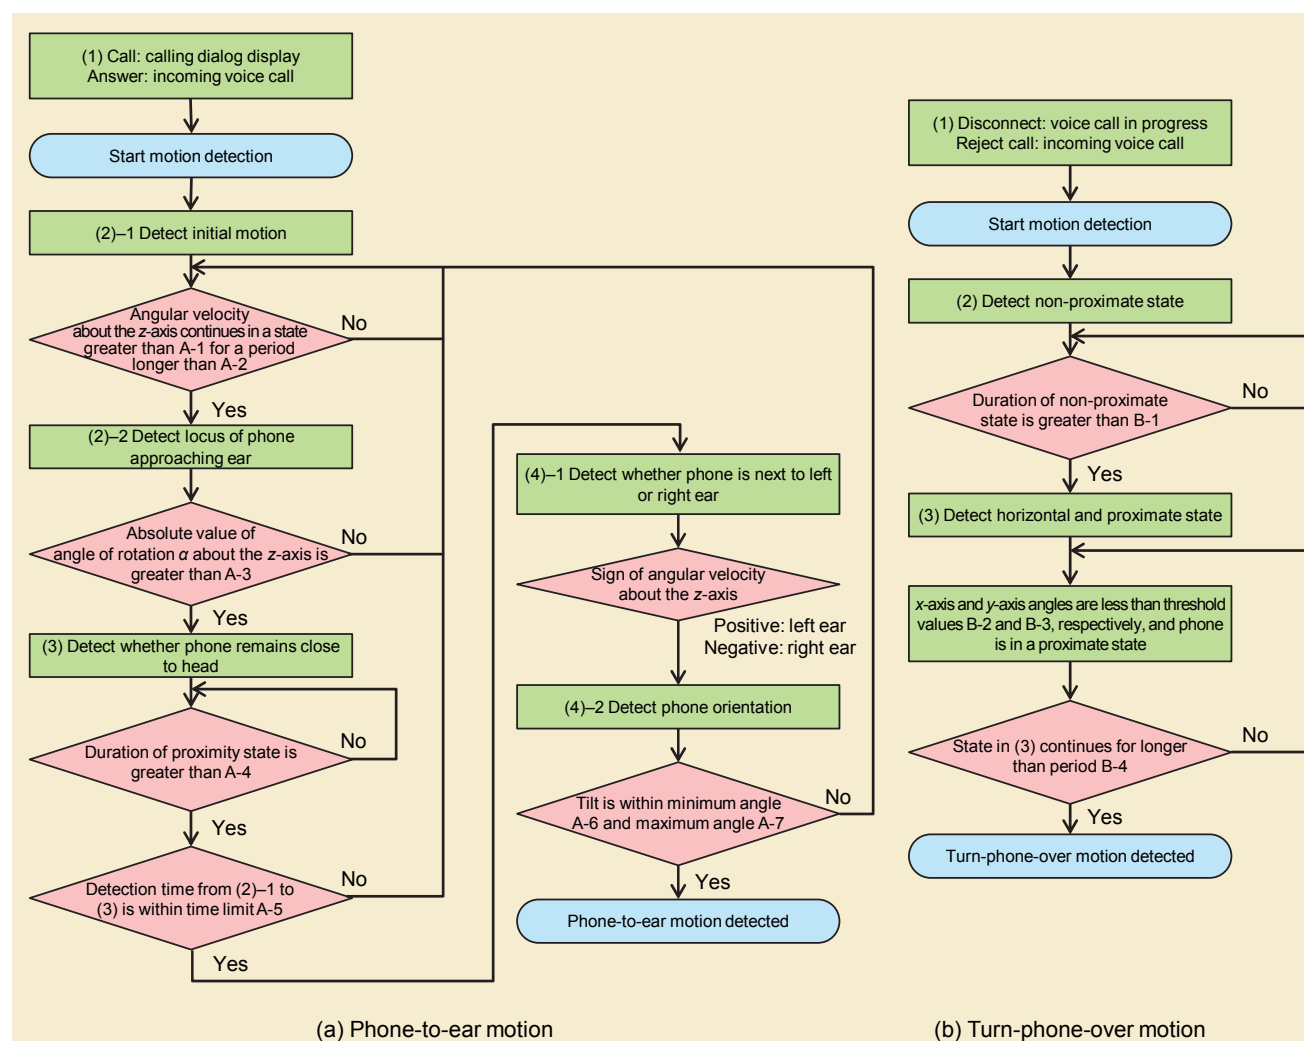 (1) Call: calling dialog display
Answer: incoming voice call
Start motion detection
(2)–1 Detect initial motion
Angular velocity
about the z-axis continues in a state
greater than A-1 for a period
longer than A-2
No
Yes
(2)–2 Detect locus of phone
approaching ear
Absolute value of
angle of rotation α about the z-axis is
greater than A-3
No
Yes
(3) Detect whether phone remains close
to head
Duration of proximity state is
greater than A-4
No
Yes
Detection time from (2)–1 to
(3) is within time limit A-5
No
Yes
(4)–1 Detect whether phone is next to left
or right ear
Sign of angular velocity
about the z-axis
Positive: left ear
Negative: right ear
(4)–2 Detect phone orientation
Tilt is within minimum angle
A-6 and maximum angle A-7
No
Yes
Phone-to-ear motion detected
(a) Phone-to-ear motion
(1) Disconnect: voice call in progress
Reject call: incoming voice call
Start motion detection
(2) Detect non-proximate state
Duration of non-proximate
state is greater than B-1
No
Yes
(3) Detect horizontal and proximate state
x-axis and y-axis angles are less than threshold
values B-2 and B-3, respectively, and phone
is in a proximate state
State in (3) continues for longer
than period B-4
No
Yes
Turn-phone-over motion detected
(b) Turn-phone-over motion